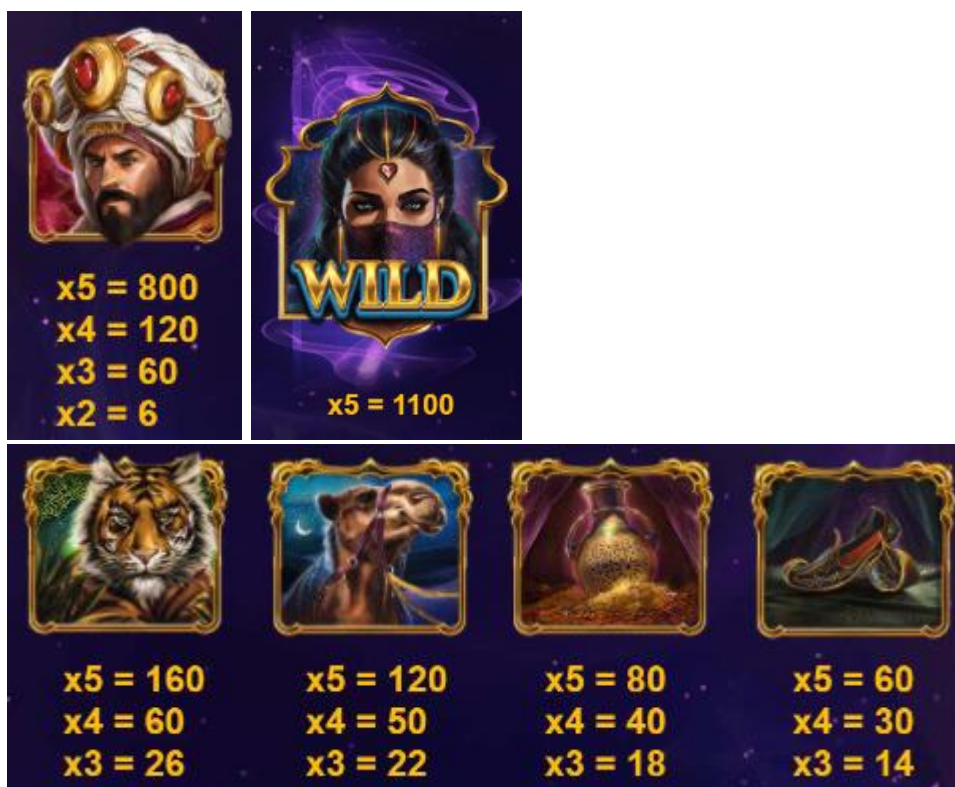 x5 = 800
x4 = 120
x3 = 60
x2 = 6
WILD
x5 = 1100
x5 = 160
x4 = 60
x3 = 26
x5 = 120
x4 = 50
x3 = 22
x5 = 80
x4 = 40
x3 = 18
x5 = 60
x4 = 30
x3 = 14